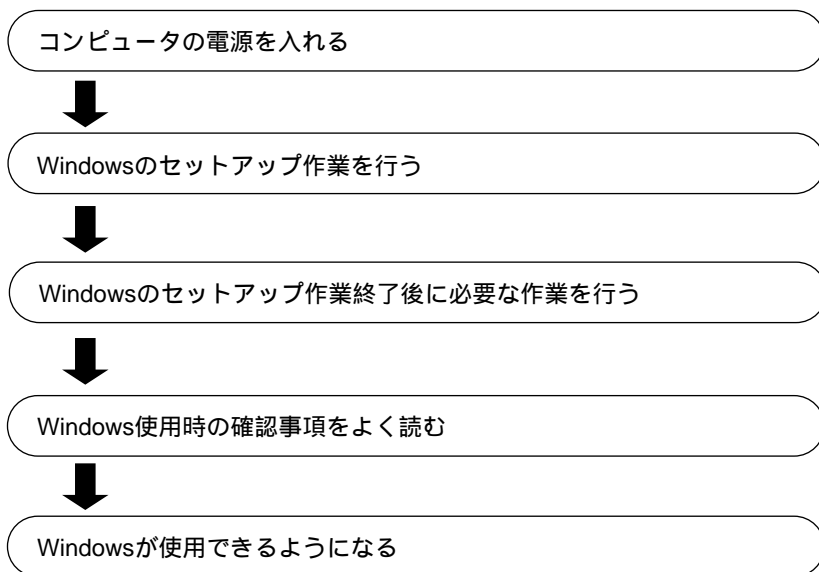 コンピュータの電源を入れる
Windowsのセットアップ作業を行う
Windowsのセットアップ作業終了後に必要な作業を行う
Windows使用時の確認事項をよく読む
Windowsが使用できるようになる